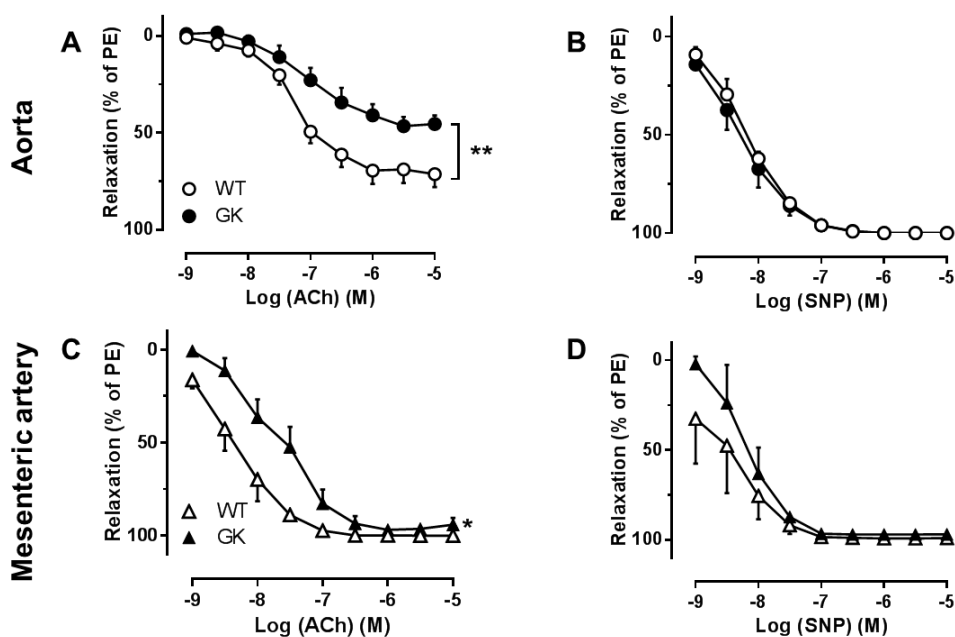 Aorta
A
Relaxation (% of PE)
0
50
100
WT
GK
**
-9 -8 -7 -6 -5
Log (ACh) (M)
B
Relaxation (% of PE)
0
50
100
-9 -8 -7 -6 -5
Log (SNP) (M)
Mesenteric artery
C
Relaxation (% of PE)
0
50
100
WT
GK
*
-9 -8 -7 -6 -5
Log (ACh) (M)
D
Relaxation (% of PE)
0
50
100
-9 -8 -7 -6 -5
Log (SNP) (M)